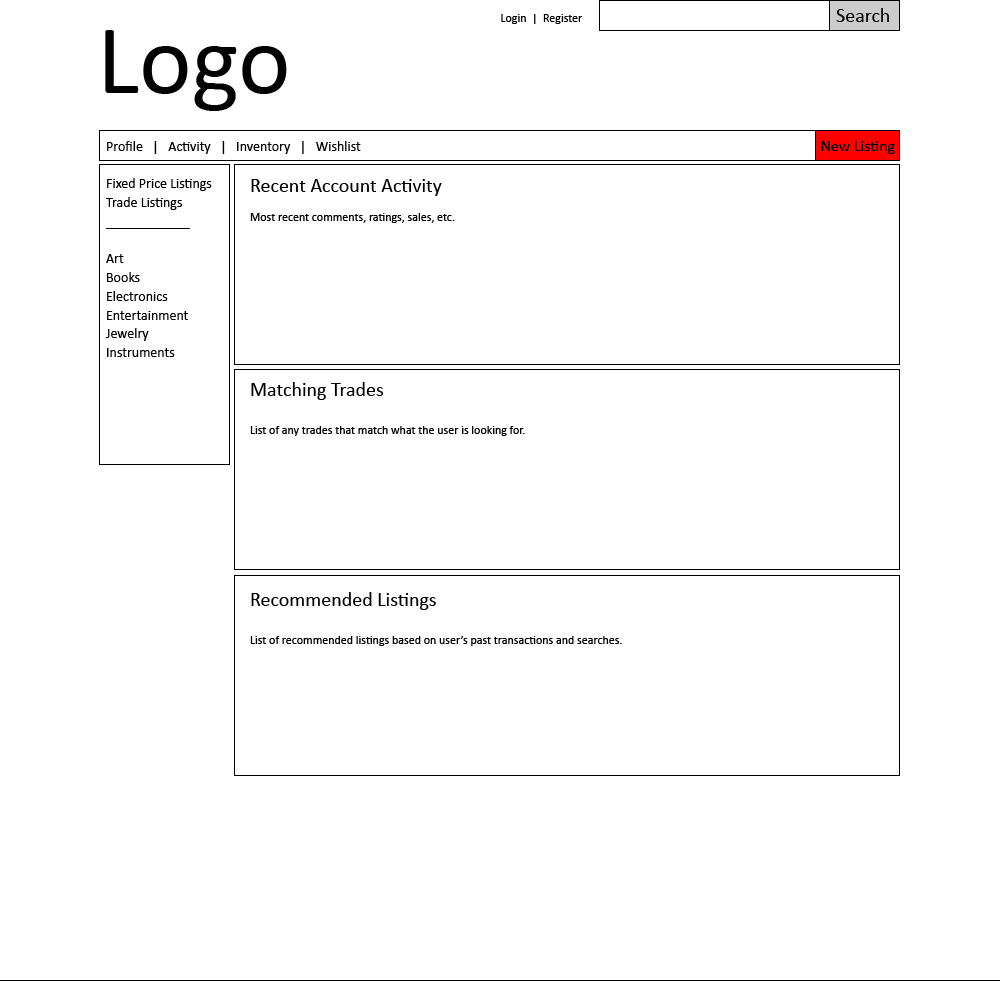 Login | Register
Search
Logo
Profile | Activity | Inventory | Wishlist
New Listing
Fixed Price Listings
Trade Listings
Art
Books
Electronics
Entertainment
Jewelry
Instruments
Recent Account Activity
Most recent comments, ratings, sales, etc.
Matching Trades
List of any trades that match what the user is looking for.
Recommended Listings
List of recommended listings based on user’s past transactions and searches.